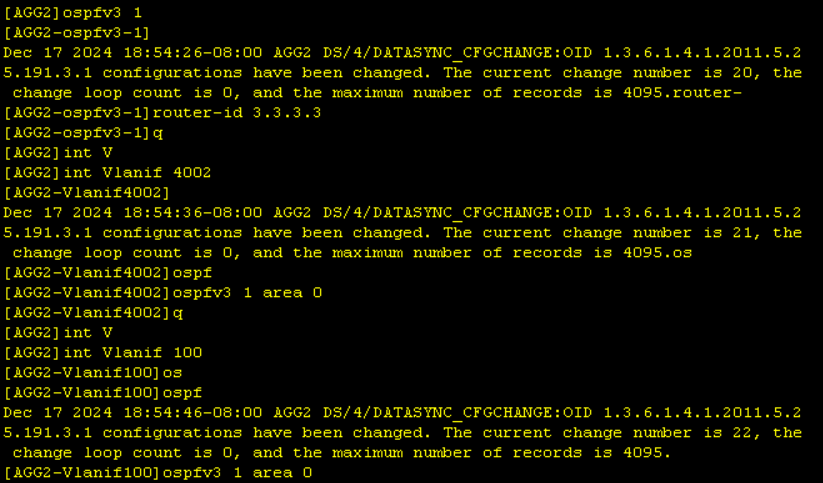 [AGG2]ospfv3 1
[AGG2-ospfv3-1]
Dec 17 2024 18:54:26-08:00 AGG2 DS/4/DATASYNC_CFGCHANGE:OID 1.3.6.1.4.1.2011.5.2
5.191.3.1 configurations have been changed. The current change number is 20, the
 change loop count is 0, and the maximum number of records is 4095.router-
[AGG2-ospfv3-1]router-id 3.3.3.3
[AGG2-ospfv3-1]q
[AGG2]int V
[AGG2]int Vlanif 4002
[AGG2-Vlanif4002]
Dec 17 2024 18:54:36-08:00 AGG2 DS/4/DATASYNC_CFGCHANGE:OID 1.3.6.1.4.1.2011.5.2
5.191.3.1 configurations have been changed. The current change number is 21, the
 change loop count is 0, and the maximum number of records is 4095.os
[AGG2-Vlanif4002]ospf
[AGG2-Vlanif4002]ospfv3 1 area 0
[AGG2-Vlanif4002]q
[AGG2]int V
[AGG2]int Vlanif 100
[AGG2-Vlanif100]os
[AGG2-Vlanif100]ospf
Dec 17 2024 18:54:46-08:00 AGG2 DS/4/DATASYNC_CFGCHANGE:OID 1.3.6.1.4.1.2011.5.2
5.191.3.1 configurations have been changed. The current change number is 22, the
 change loop count is 0, and the maximum number of records is 4095.
[AGG2-Vlanif100]ospfv3 1 area 0